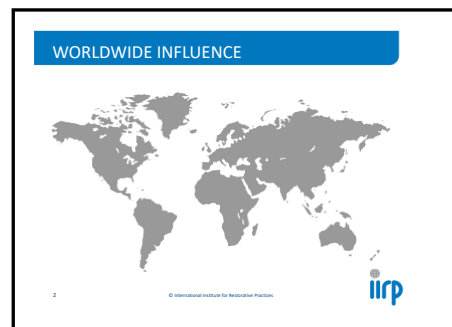 WORLDWIDE INFLUENCE
2
© International Institute for Restorative Practices
iirp